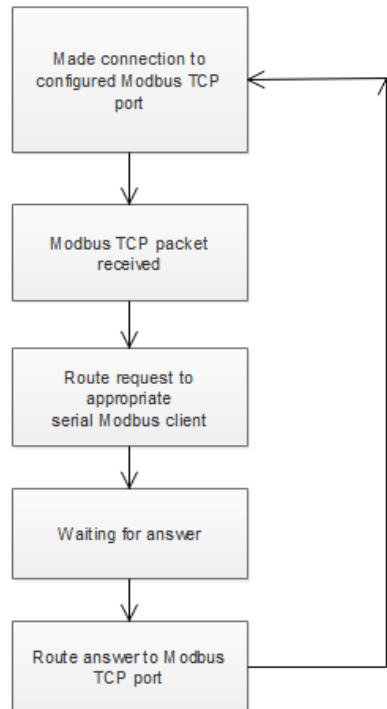 Made connection to
configured Modbus TCP
port
Modbus TCP packet
received
Route request to
appropriate
serial Modbus client
Waiting for answer
Route answer to Modbus
TCP port